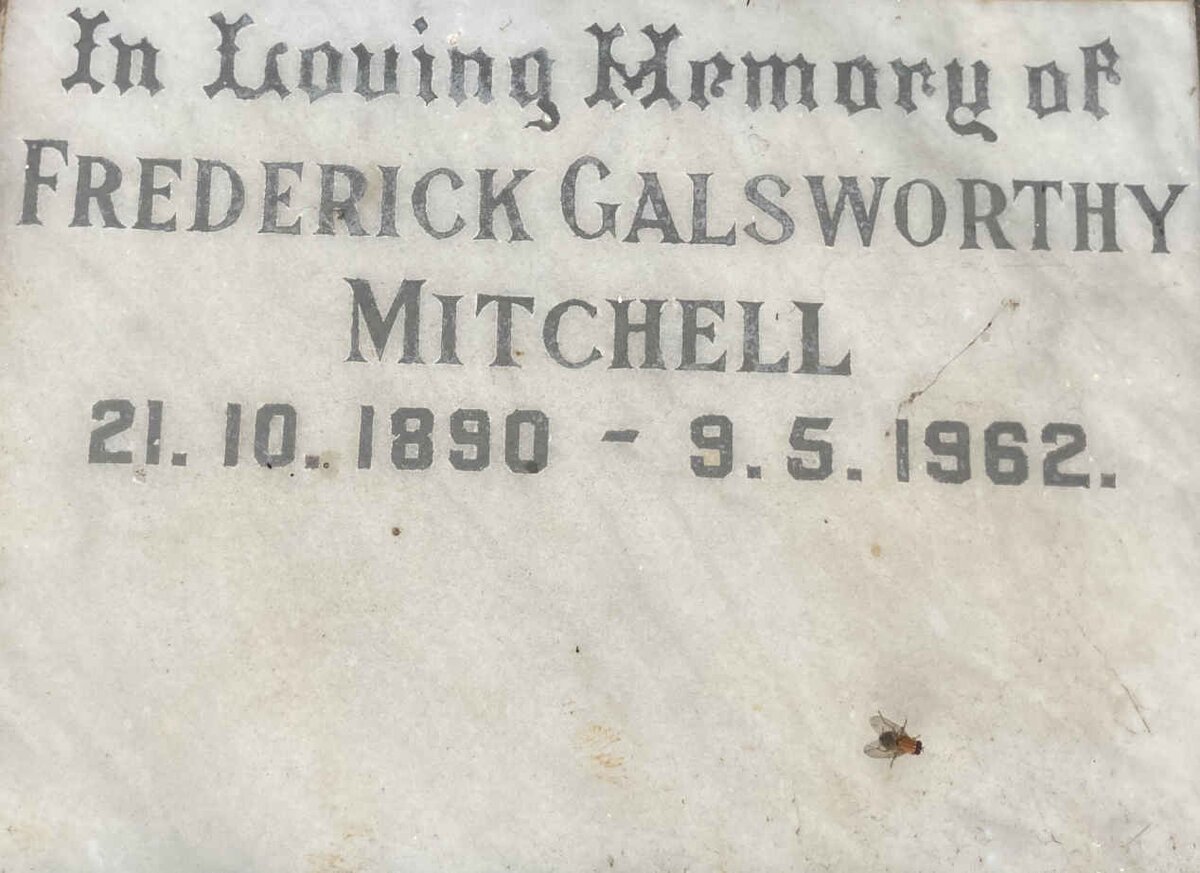 In Loving Memory of
FREDERICK GALSWORTHY
MITCHELL
21.10.1890 - 9.5.1962.